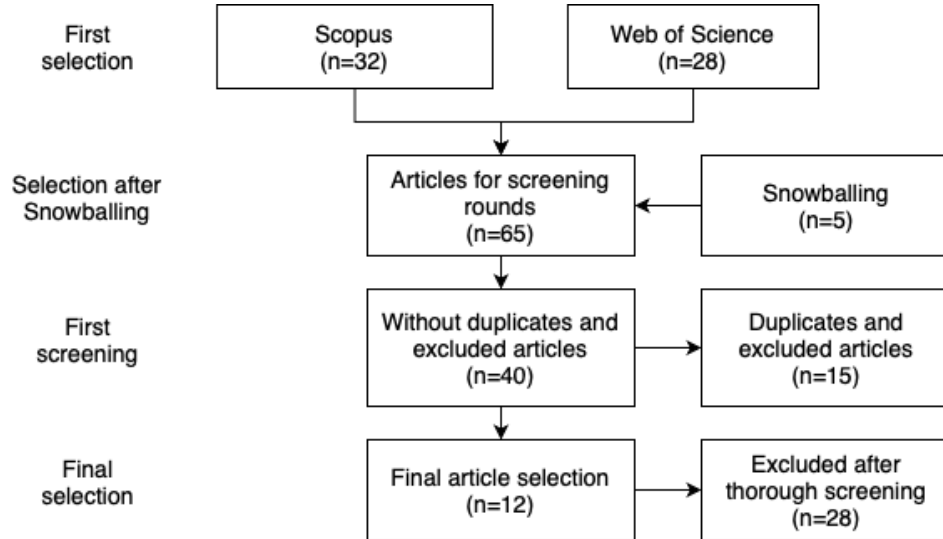 First
selection
Scopus
(n=32)
Web of Science
(n=28)
Selection after
Snowballing
Articles for screening
rounds
(n=65)
Snowballing
(n=5)
First
screening
Without duplicates and
excluded articles
(n=40)
Duplicates and
excluded articles
(n=15)
Final
selection
Final article selection
(n=12)
Excluded after
thorough screening
(n=28)